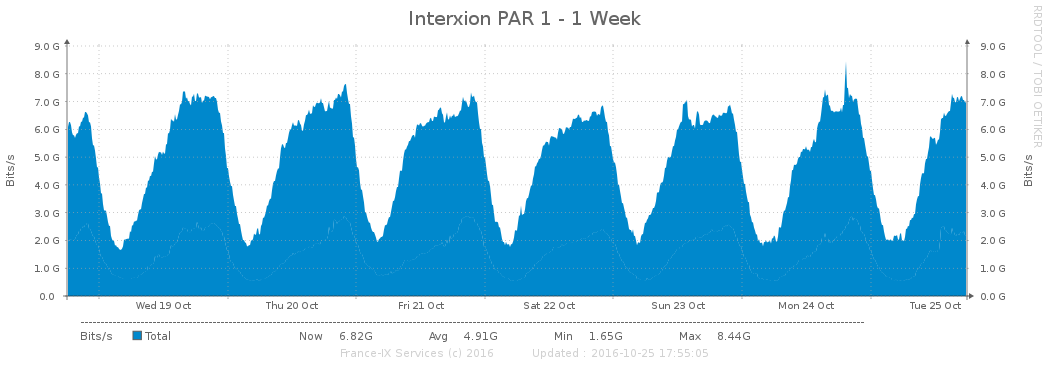 Interxion PAR 1 - 1 Week
RRDTOOL / TOBI OETIKER
Bits/s
9.0 G 9.0 G
8.0 G 8.0 G
7.0 G 7.0 G
6.0 G 6.0 G
5.0 G 5.0 G
4.0 G 4.0 G
3.0 G 3.0 G
2.0 G 2.0 G
1.0 G 1.0 G
0.0 0.0 G
Bits/s
Wed 19 Oct Thu 20 Oct Fri 21 Oct Sat 22 Oct Sun 23 Oct Mon 24 Oct Tue 25 Oct
Bits/s Total Now 6.82G Avg 4.91G Min 1.65G Max 8.44G
France-IX Services (c) 2016 Updated : 2016-10-25 17:55:05